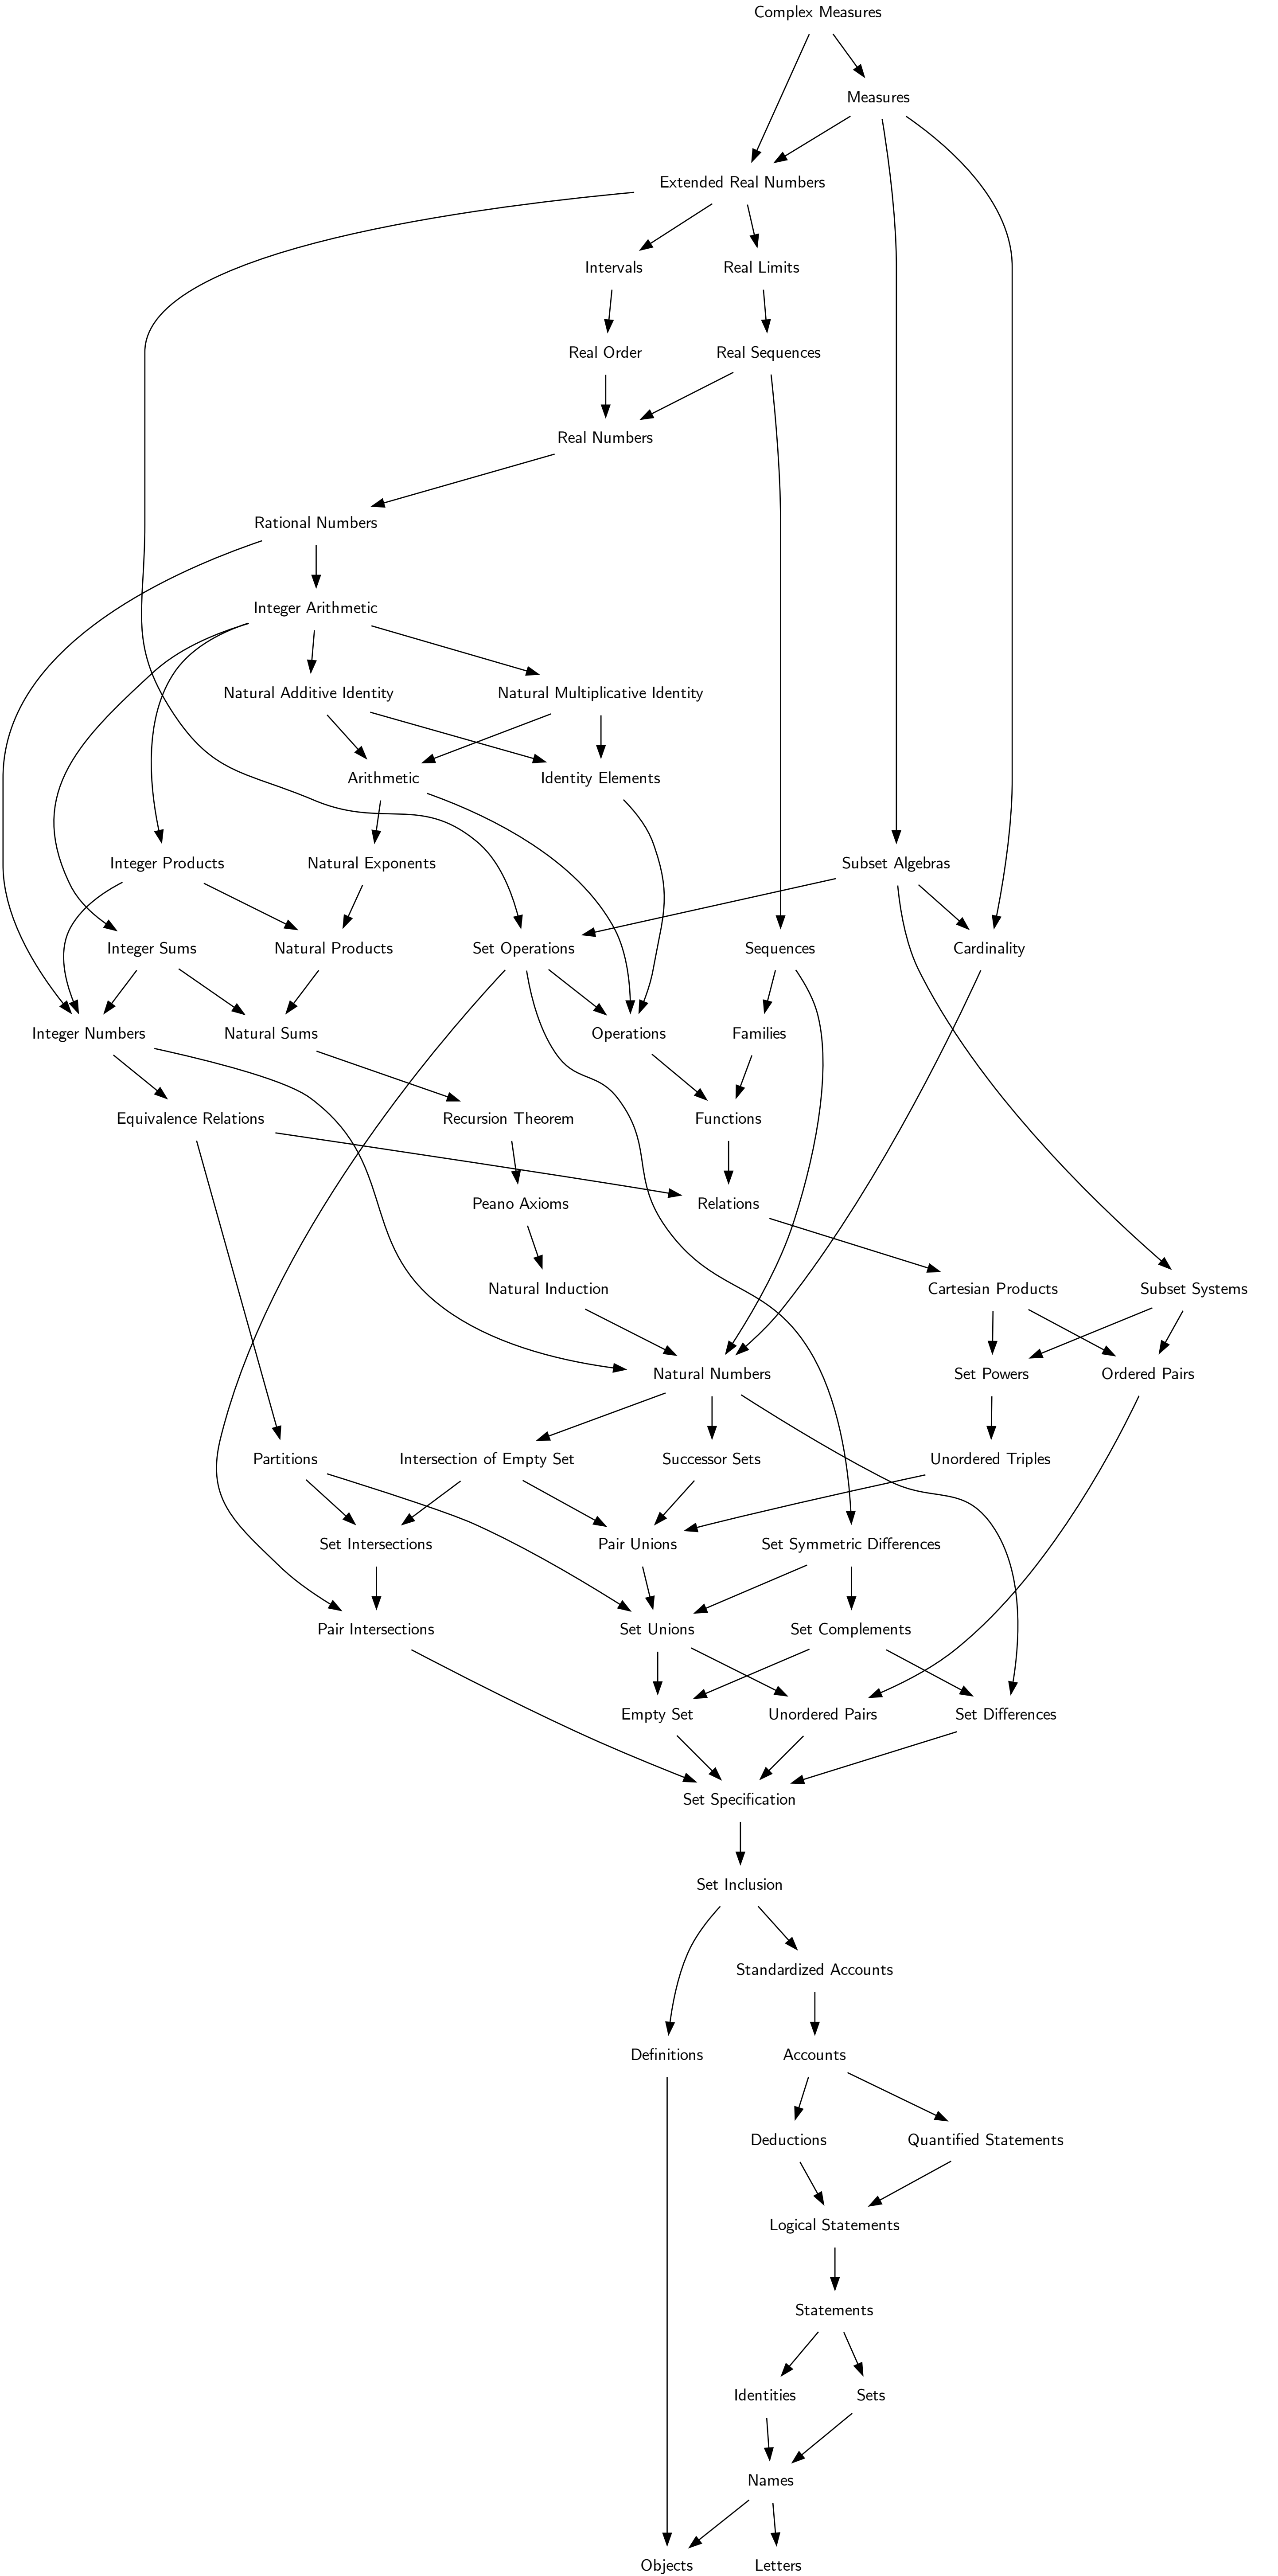 Complex Measures
Measures
Extended Real Numbers
Intervals
Real Limits
Real Order
Real Sequences
Real Numbers
Rational Numbers
Integer Arithmetic
Natural Additive Identity
Natural Multiplicative Identity
Arithmetic
Identity Elements
Integer Products
Natural Exponents
Subset Algebras
Integer Sums
Natural Products
Set Operations
Sequences
Cardinality
Integer Numbers
Natural Sums
Operations
Families
Equivalence Relations
Recursion Theorem
Functions
Peano Axioms
Relations
Natural Induction
Cartesian Products
Subset Systems
Natural Numbers
Set Powers
Ordered Pairs
Partitions
Intersection of Empty Set
Successor Sets
Unordered Triples
Set Intersections
Pair Unions
Set Symmetric Differences
Pair Intersections
Set Unions
Set Complements
Empty Set
Unordered Pairs
Set Differences
Set Specification
Set Inclusion
Standardized Accounts
Definitions
Accounts
Deductions
Quantified Statements
Logical Statements
Statements
Identities
Sets
Names
Objects
Letters